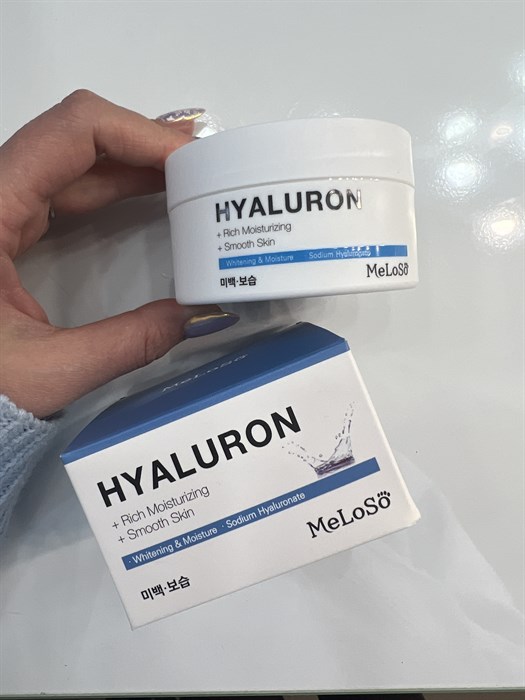 HYALURON
+ Rich Moisturizing
+ Smooth Skin
Whitening & Moisture · Sodium Hyaluronate
MeLoSo
미백·보습
MeLoSo
HYALURON
+ Rich Moisturizing
+ Smooth Skin
· Whitening & Moisture · Sodium Hyaluronate
MeLoSo
미백·보습